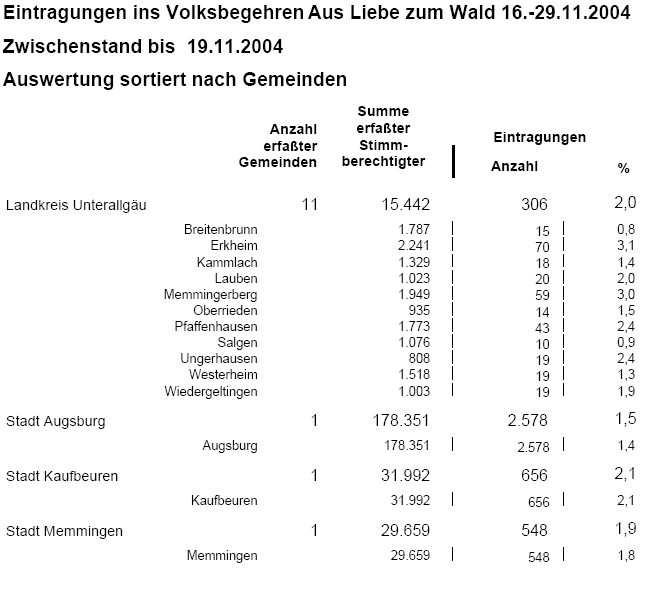 Eintragungen ins Volksbegehren Aus Liebe zum Wald 16.-29.11.2004
Zwischenstand bis 19.11.2004
Auswertung sortiert nach Gemeinden
Anzahl erfaßter Gemeinden
Summe erfaßter Stimm-berechtigter
Eintragungen
Anzahl %
Landkreis Unterallgäu 11 15.442 306 2,0
Breitenbrunn 1.787 15 0,8
Erkheim 2.241 70 3,1
Kammlach 1.329 18 1,4
Lauben 1.023 20 2,0
Memmingerberg 1.949 59 3,0
Oberrieden 935 14 1,5
Pfaffenhausen 1.773 43 2,4
Salgen 1.076 10 0,9
Ungerhausen 808 19 2,4
Westerheim 1.518 19 1,3
Wiedergeltingen 1.003 19 1,9
Stadt Augsburg 1 178.351 2.578 1,5
Augsburg 178.351 2.578 1,4
Stadt Kaufbeuren 1 31.992 656 2,1
Kaufbeuren 31.992 656 2,1
Stadt Memmingen 1 29.659 548 1,9
Memmingen 29.659 548 1,8